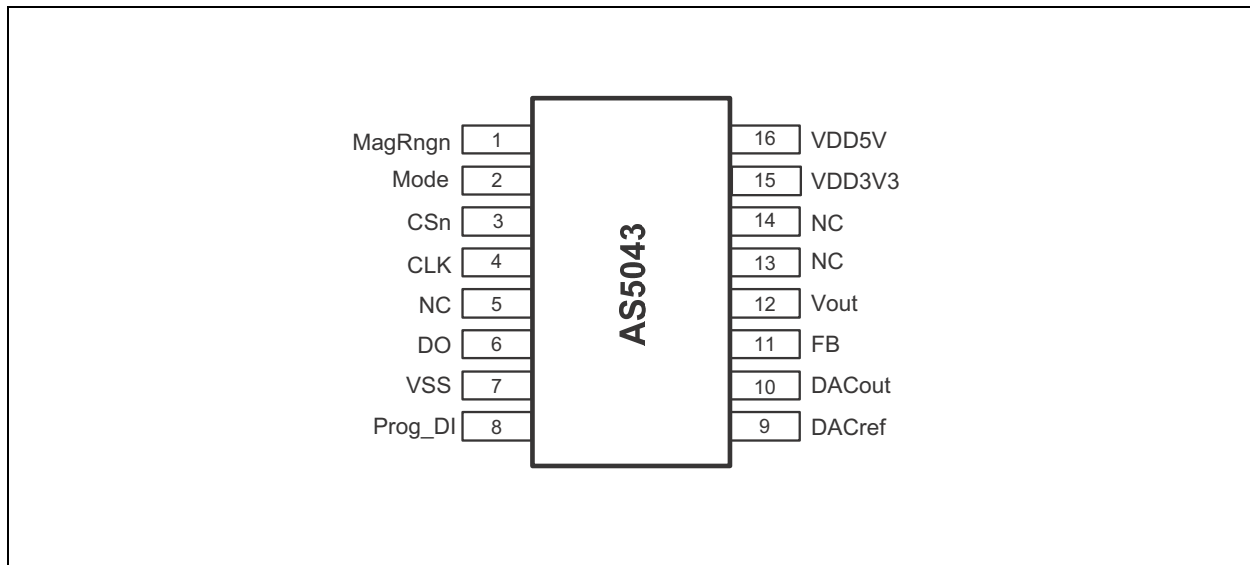 MagRngn 1
Mode 2
CSn 3
CLK 4
NC 5
DO 6
VSS 7
Prog_DI 8
AS5043
16 VDD5V
15 VDD3V3
14 NC
13 NC
12 Vout
11 FB
10 DACout
9 DACref